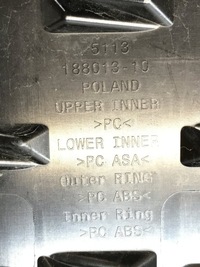 5113
188013-10
POLAND
UPPER INNER
>PC<
LOWER INNER
>PC ASA<
Outer RING
>PC ABS<
Inner Ring
>PC ABS<